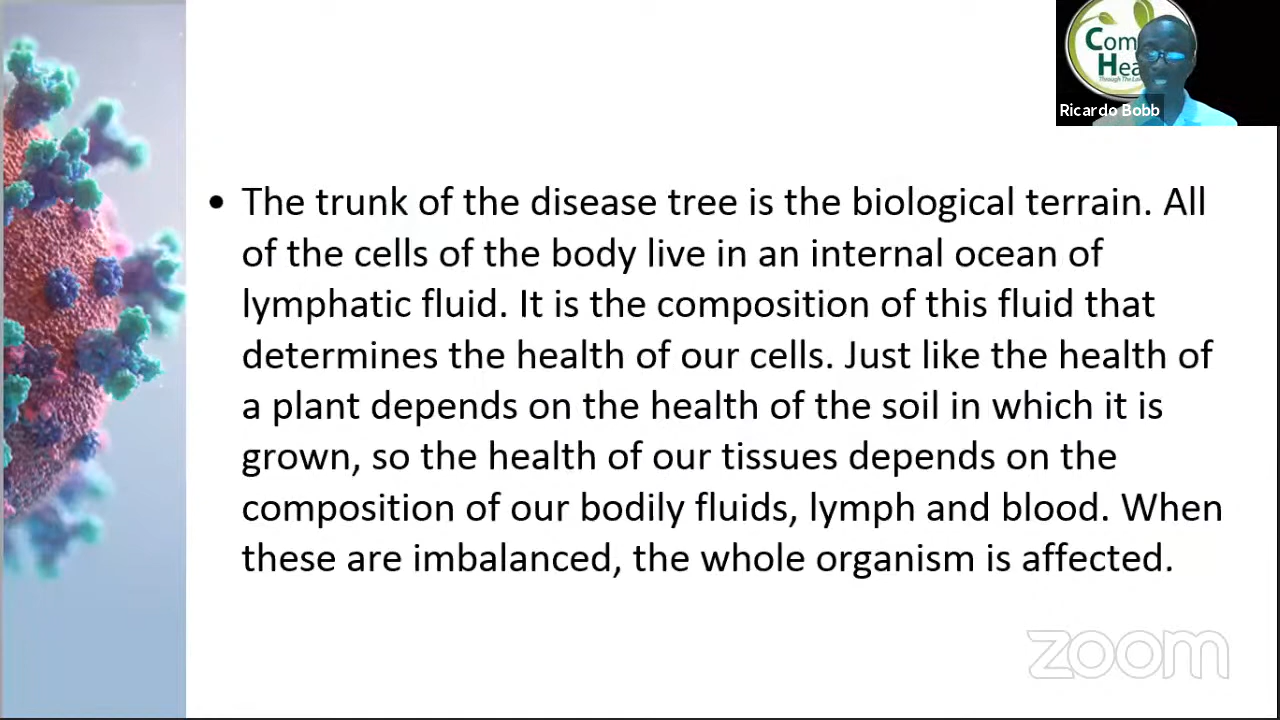 Com
Hea
Through The
Ricardo Bobb
• The trunk of the disease tree is the biological terrain. All
of the cells of the body live in an internal ocean of
lymphatic fluid. It is the composition of this fluid that
determines the health of our cells. Just like the health of
a plant depends on the health of the soil in which it is
grown, so the health of our tissues depends on the
composition of our bodily fluids, lymph and blood. When
these are imbalanced, the whole organism is affected.
zoom